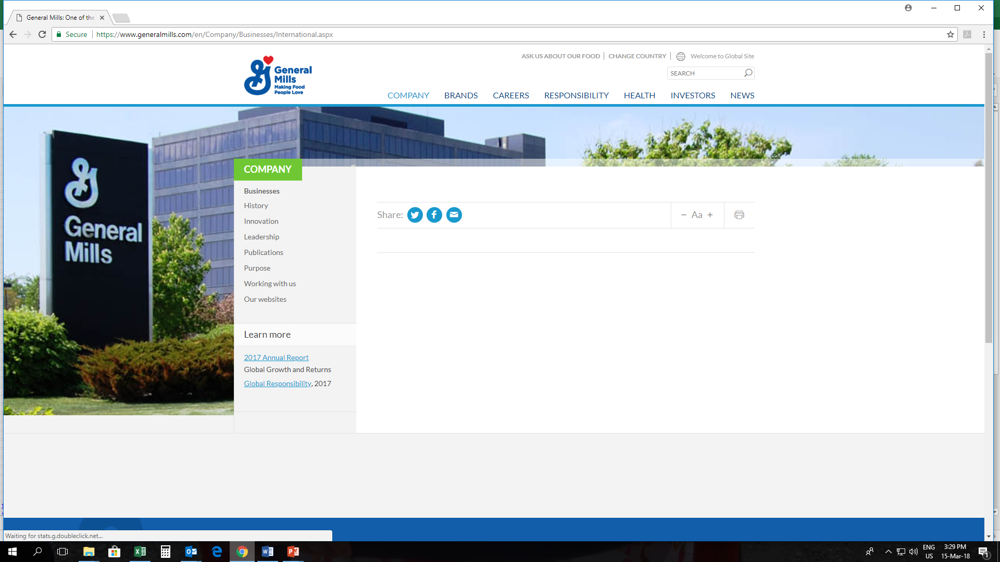 General Mills: One of the
Secure
https://www.generalmills.com/en/Company/Businesses/International.aspx
ASK US ABOUT OUR FOOD
CHANGE COUNTRY
Welcome to Global Site
General
Mills
Making Food
People Love
SEARCH
COMPANY
BRANDS
CAREERS
RESPONSIBILITY
HEALTH
INVESTORS
NEWS
General
Mills
COMPANY
Businesses
History
Innovation
Leadership
Publications
Purpose
Working with us
Our websites
Share:
− Aa +
Learn more
2017 Annual Report
Global Growth and Returns
Global Responsibility, 2017
Waiting for stats.g.doubleclick.net...
ENG
US
3:29 PM
15-Mar-18
1